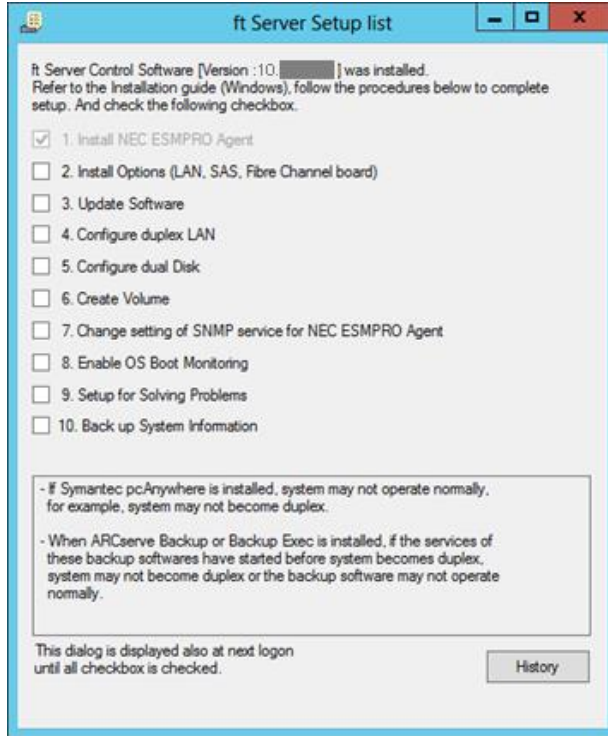 ft Server Setup list
ft Server Control Software [Version :10. ] was installed.
Refer to the Installation guide (Windows), follow the procedures below to complete
setup. And check the following checkbox.
1. Install NEC ESMPRO Agent
2. Install Options (LAN, SAS, Fibre Channel board)
3. Update Software
4. Configure duplex LAN
5. Configure dual Disk
6. Create Volume
7. Change setting of SNMP service for NEC ESMPRO Agent
8. Enable OS Boot Monitoring
9. Setup for Solving Problems
10. Back up System Information
- If Symantec pcAnywhere is installed, system may not operate normally,
for example, system may not become duplex.
- When ARCserve Backup or Backup Exec is installed, if the services of
these backup softwares have started before system becomes duplex,
system may not become duplex or the backup software may not operate
normally.
This dialog is displayed also at next logon
until all checkbox is checked.
History